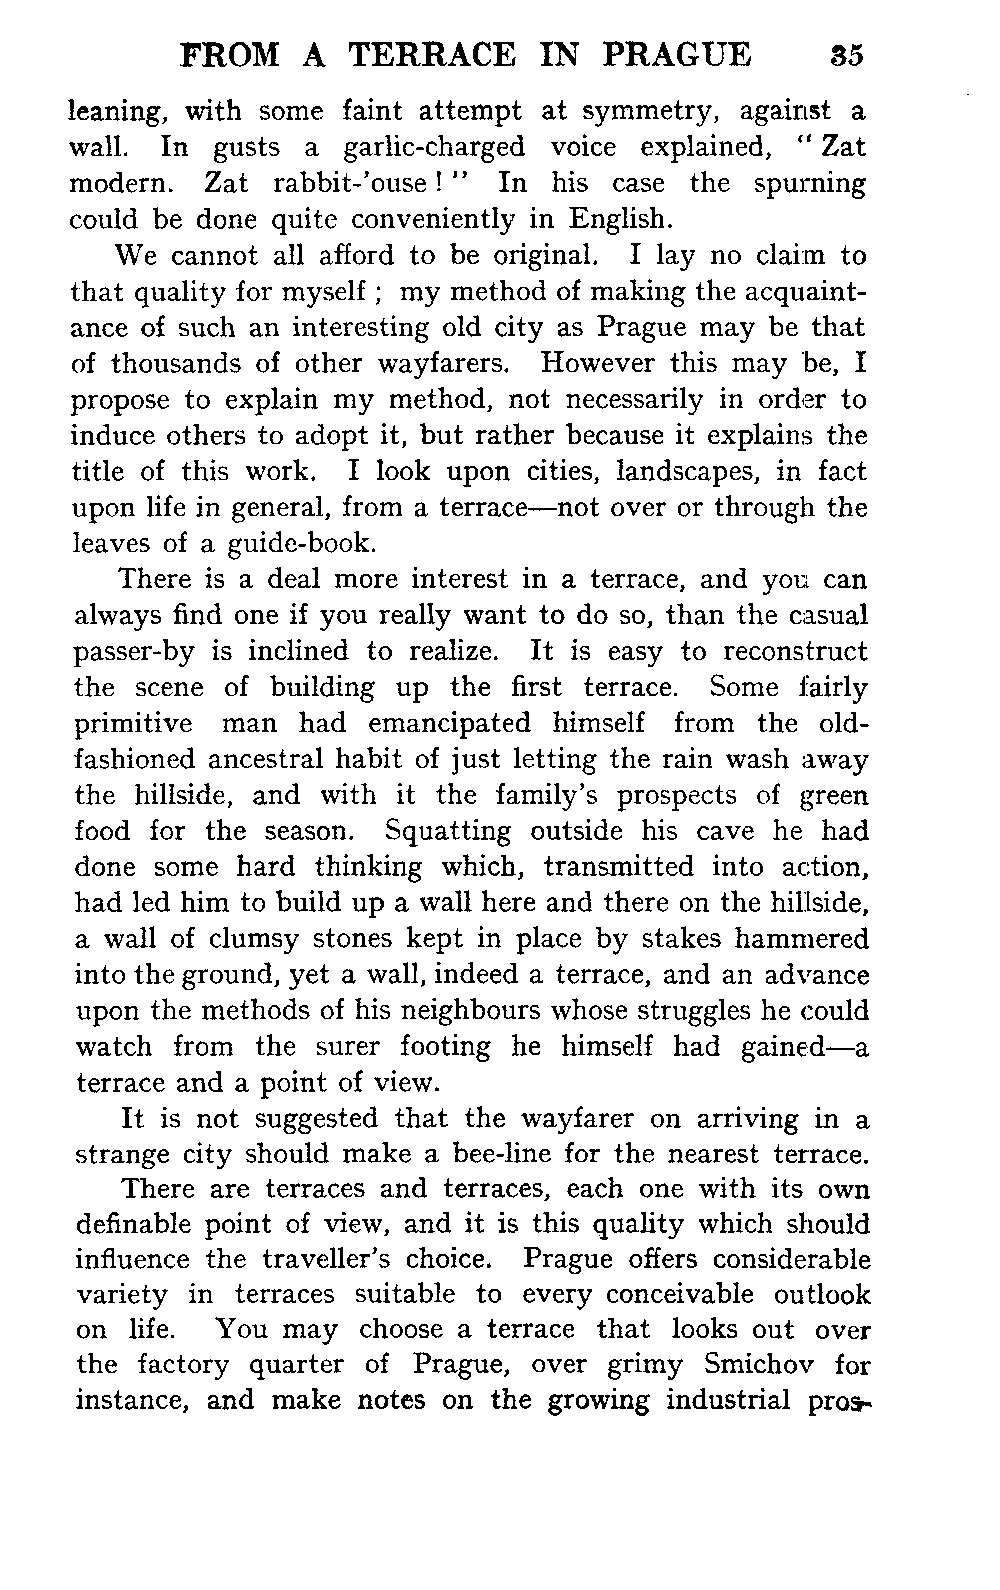 FROM A TERRACE IN PRAGUE 35
leaning, with some faint attempt at symmetry, against a
wall. In gusts a garlic-charged voice explained, “ Zat
modern. Zat rabbit-’ouse ! ” In his case the spurning
could be done quite conveniently in English.
We cannot all afford to be original. I lay no claim to
that quality for myself ; my method of making the acquaint-
ance of such an interesting old city as Prague may be that
of thousands of other wayfarers. However this may be, I
propose to explain my method, not necessarily in order to
induce others to adopt it, but rather because it explains the
title of this work. I look upon cities, landscapes, in fact
upon life in general, from a terrace—not over or through the
leaves of a guide-book.
There is a deal more interest in a terrace, and you can
always find one if you really want to do so, than the casual
passer-by is inclined to realize. It is easy to reconstruct
the scene of building up the first terrace. Some fairly
primitive man had emancipated himself from the old-
fashioned ancestral habit of just letting the rain wash away
the hillside, and with it the family’s prospects of green
food for the season. Squatting outside his cave he had
done some hard thinking which, transmitted into action,
had led him to build up a wall here and there on the hillside,
a wall of clumsy stones kept in place by stakes hammered
into the ground, yet a wall, indeed a terrace, and an advance
upon the methods of his neighbours whose struggles he could
watch from the surer footing he himself had gained—a
terrace and a point of view.
It is not suggested that the wayfarer on arriving in a
strange city should make a bee-line for the nearest terrace.
There are terraces and terraces, each one with its own
definable point of view, and it is this quality which should
influence the traveller’s choice. Prague offers considerable
variety in terraces suitable to every conceivable outlook
on life. You may choose a terrace that looks out over
the factory quarter of Prague, over grimy Smichov for
instance, and make notes on the growing industrial pros-